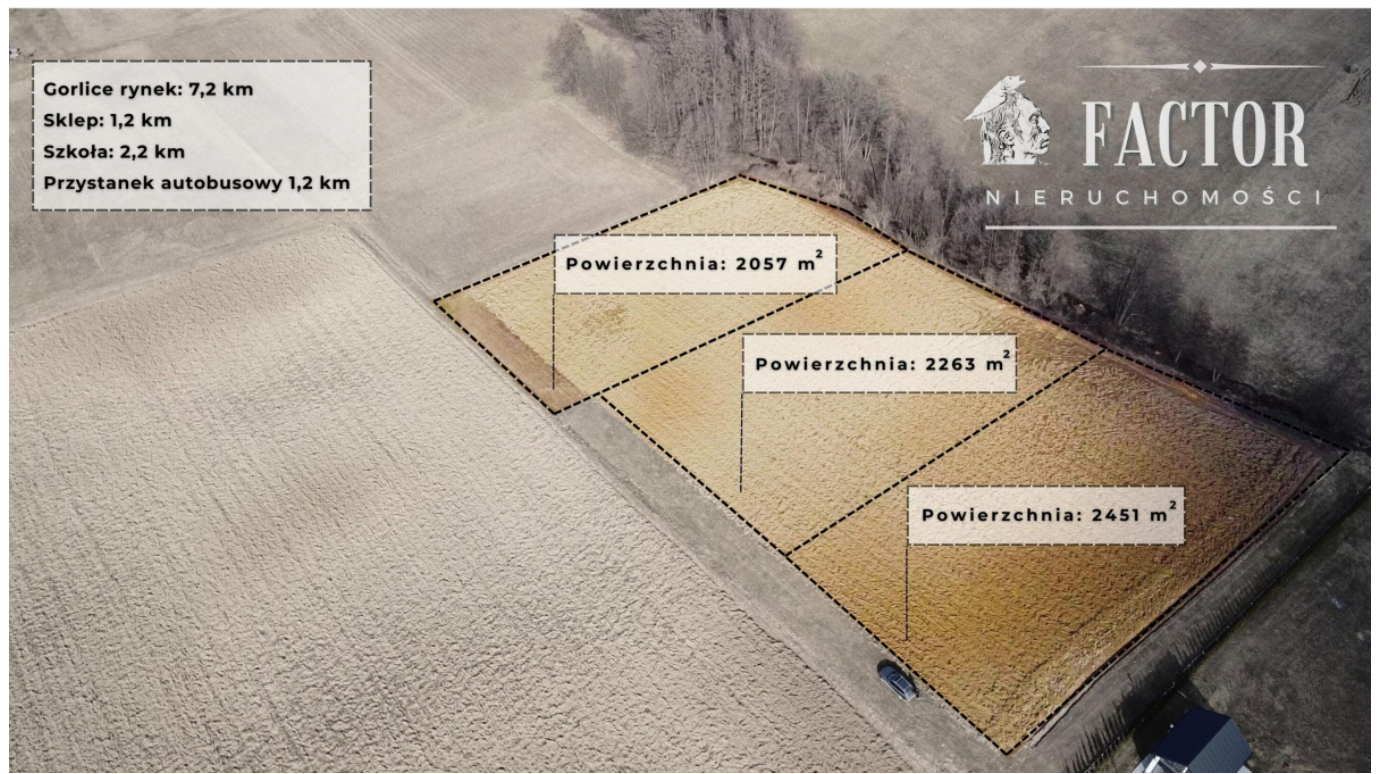 Gorlice rynek: 7,2 km
Sklep: 1,2 km
Szkoła: 2,2 km
Przystanek autobusowy 1,2 km
FACTOR
NIERUCHOMOŚCI
Powierzchnia: 2057 m²
Powierzchnia: 2263 m²
Powierzchnia: 2451 m²